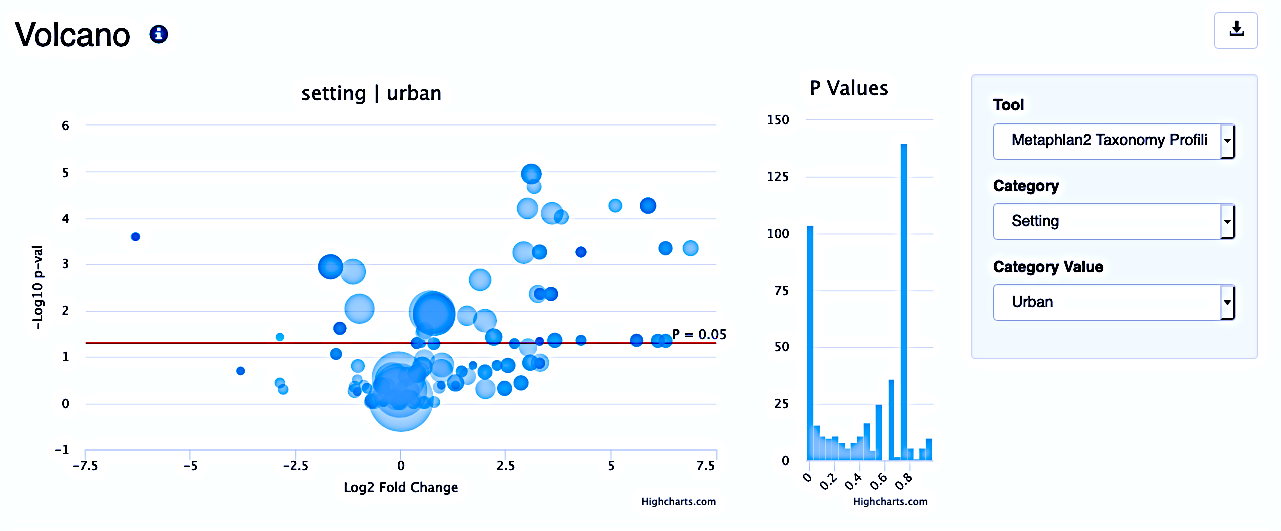 Volcano
setting | urban
6
5
4
3
2
1
0
-1
-Log10 p-val
P = 0.05
-7.5
-5
-2.5
0
2.5
5
7.5
Log2 Fold Change
Highcharts.com
P Values
150
125
100
75
50
25
0
0
0.2
0.4
0.6
0.8
Highcharts.com
Tool
Metaphlan2 Taxonomy Profili
Category
Setting
Category Value
Urban